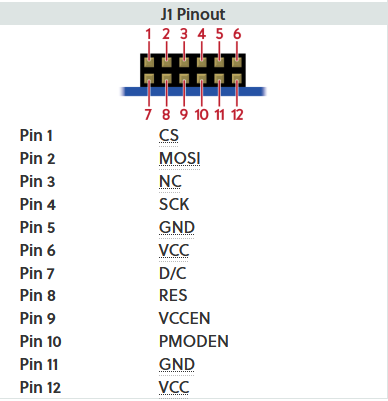 J1 Pinout
1 2 3 4 5 6
7 8 9 10 11 12
Pin 1 CS
Pin 2 MOSI
Pin 3 NC
Pin 4 SCK
Pin 5 GND
Pin 6 VCC
Pin 7 D/C
Pin 8 RES
Pin 9 VCCEN
Pin 10 PMODEN
Pin 11 GND
Pin 12 VCC